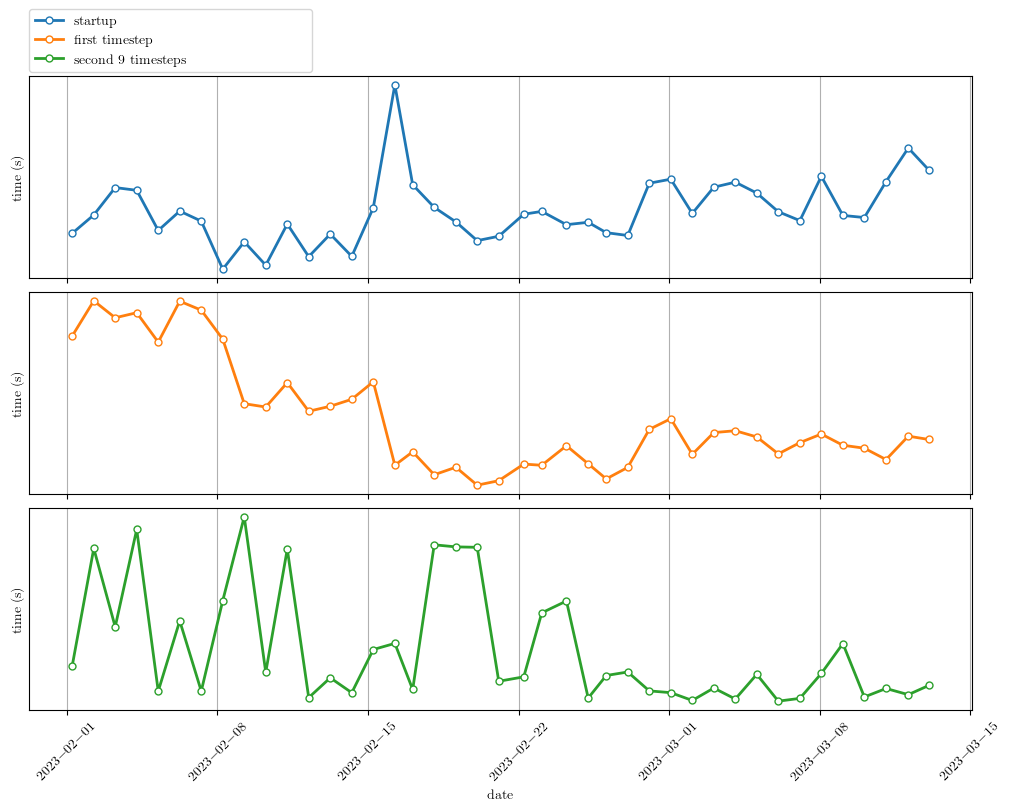 startup
first timestep
second 9 timesteps
time (s)
time (s)
time (s)
2023−02−01
2023−02−08
2023−02−15
2023−02−22
2023−03−01
2023−03−08
2023−03−15
date